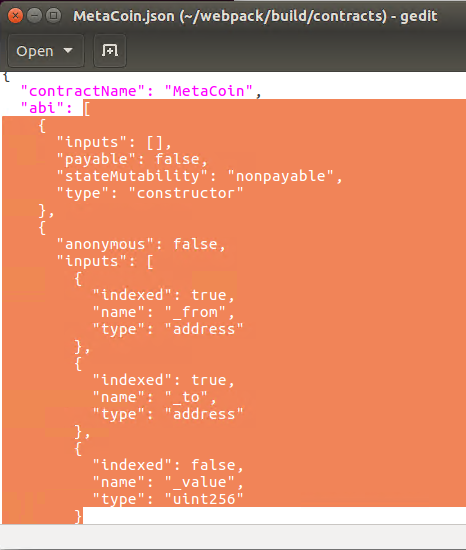 MetaCoin.json (~/webpack/build/contracts) - gedit
Open
{
  "contractName": "MetaCoin",
  "abi": [
    {
      "inputs": [],
      "payable": false,
      "stateMutability": "nonpayable",
      "type": "constructor"
    },
    {
      "anonymous": false,
      "inputs": [
        {
          "indexed": true,
          "name": "_from",
          "type": "address"
        },
        {
          "indexed": true,
          "name": "_to",
          "type": "address"
        },
        {
          "indexed": false,
          "name": "_value",
          "type": "uint256"
        }